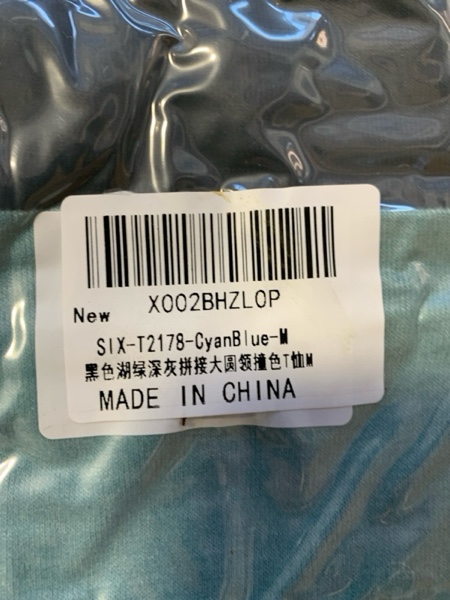 X002BHZLOP
New
SIX-T2178-CyanBlue-M
黑色湖绿深灰拼接大圆领撞色T恤M
MADE IN CHINA